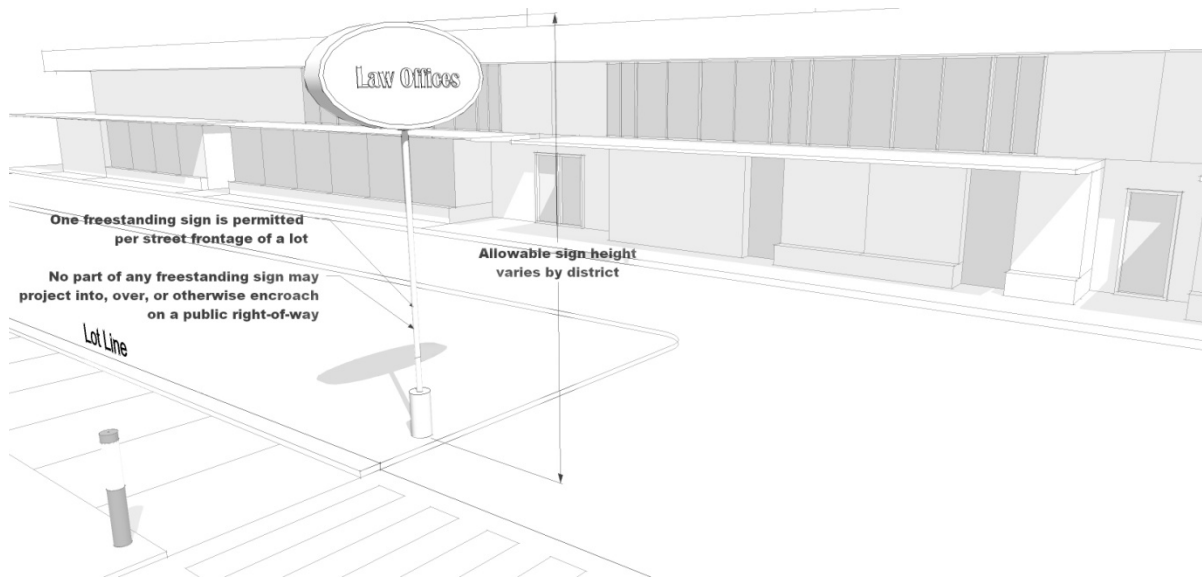 Law Offices
One freestanding sign is permitted
per street frontage of a lot
Allowable sign height
varies by district
No part of any freestanding sign may
project into, over, or otherwise encroach
on a public right-of-way
Lot Line